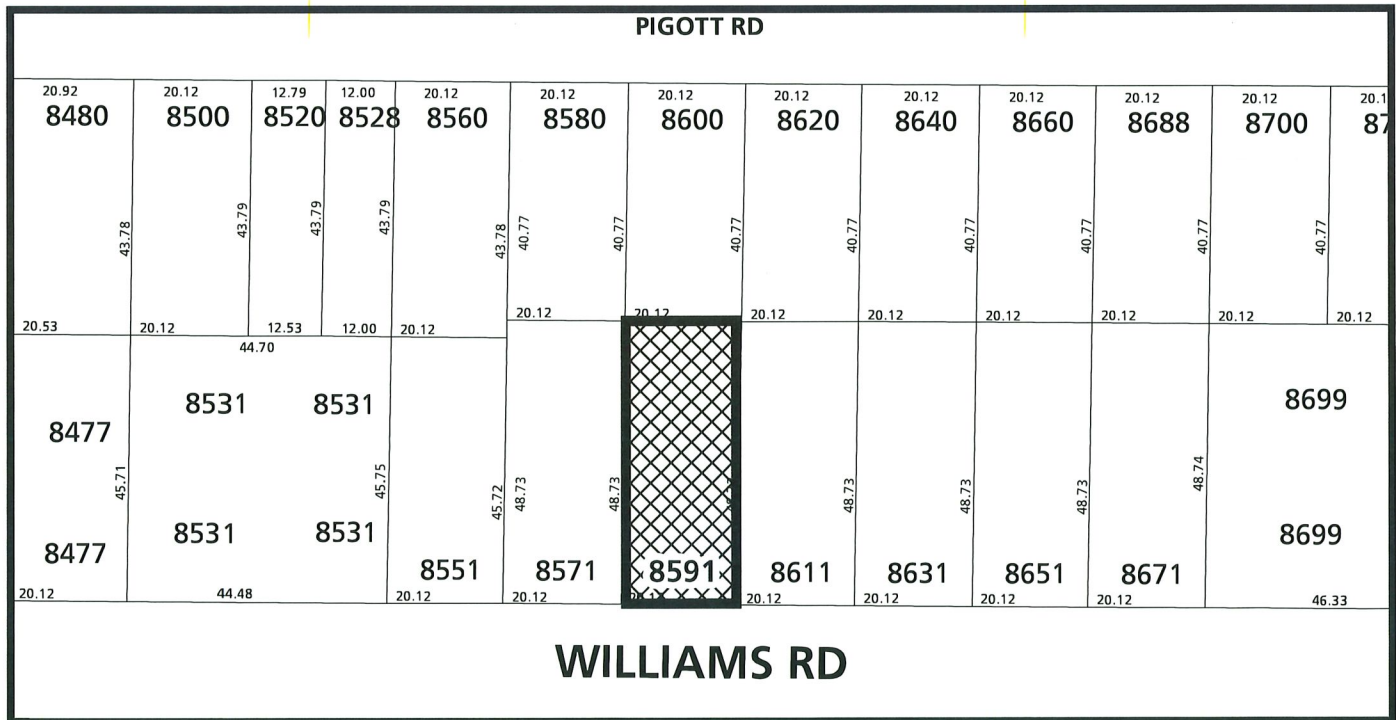 PIGOTT RD
20.92 20.12 12.79 12.00 20.12 20.12 20.12 20.12 20.12 20.12 20.12 20.12
8480 8500 8520 8528 8560 8580 8600 8620 8640 8660 8688 8700
43.78 43.79 43.79 43.79 43.78 40.77 40.77 40.77 40.77 40.77 40.77 40.77 40.77
20.53 20.12 12.53 12.00 20.12 20.12 20.12 20.12 20.12 20.12 20.12 20.12 20.12
44.70
8531 8531 8699
8477
45.71 45.75 45.72 48.73 48.73 48.73 48.73 48.73 48.74
8531 8531 8699
8477
8551 8571 8591 8611 8631 8651 8671
20.12 44.48 20.12 20.12 20.12 20.12 20.12 20.12 46.33
WILLIAMS RD